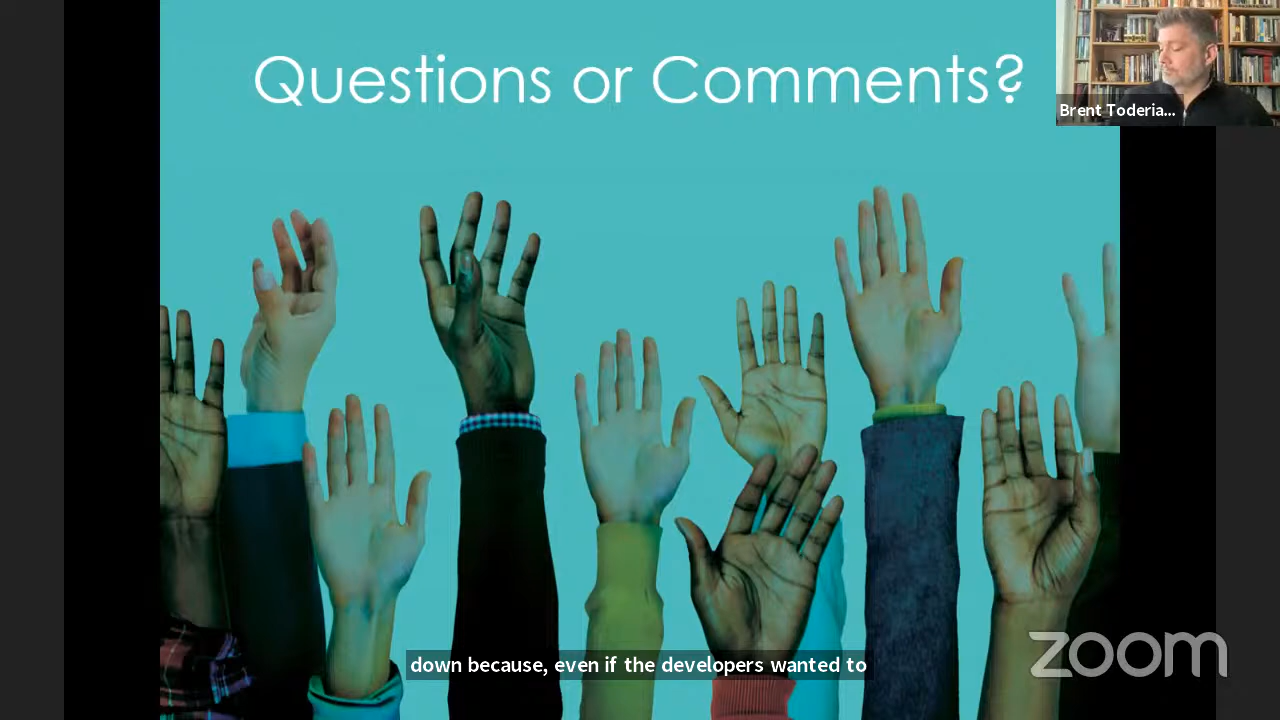 Questions or Comments?
Brent Toderia...
down because, even if the developers wanted to
zoom